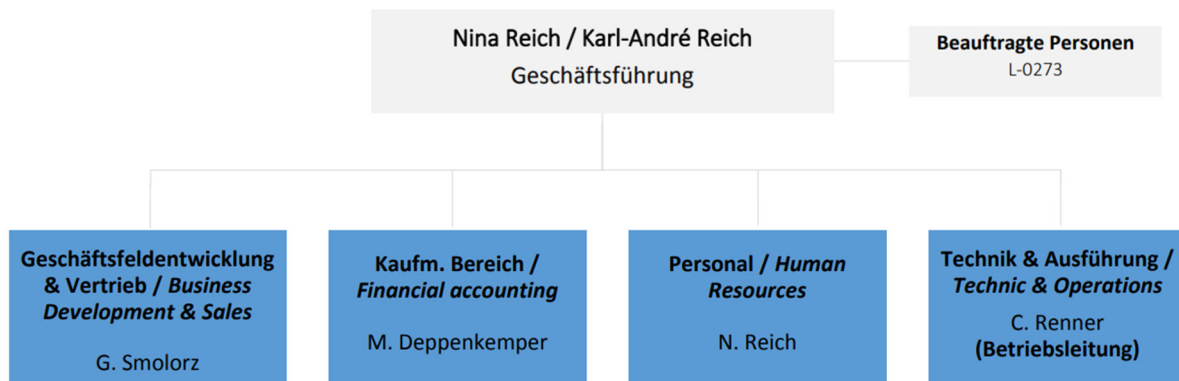 Nina Reich / Karl-André Reich
Geschäftsführung
Beauftragte Personen
L-0273
Geschäftsfeldentwicklung
& Vertrieb / Business
Development & Sales
G. Smolorz
Kaufm. Bereich /
Financial accounting
M. Deppenkemper
Personal / Human
Resources
N. Reich
Technik & Ausführung /
Technic & Operations
C. Renner
(Betriebsleitung)